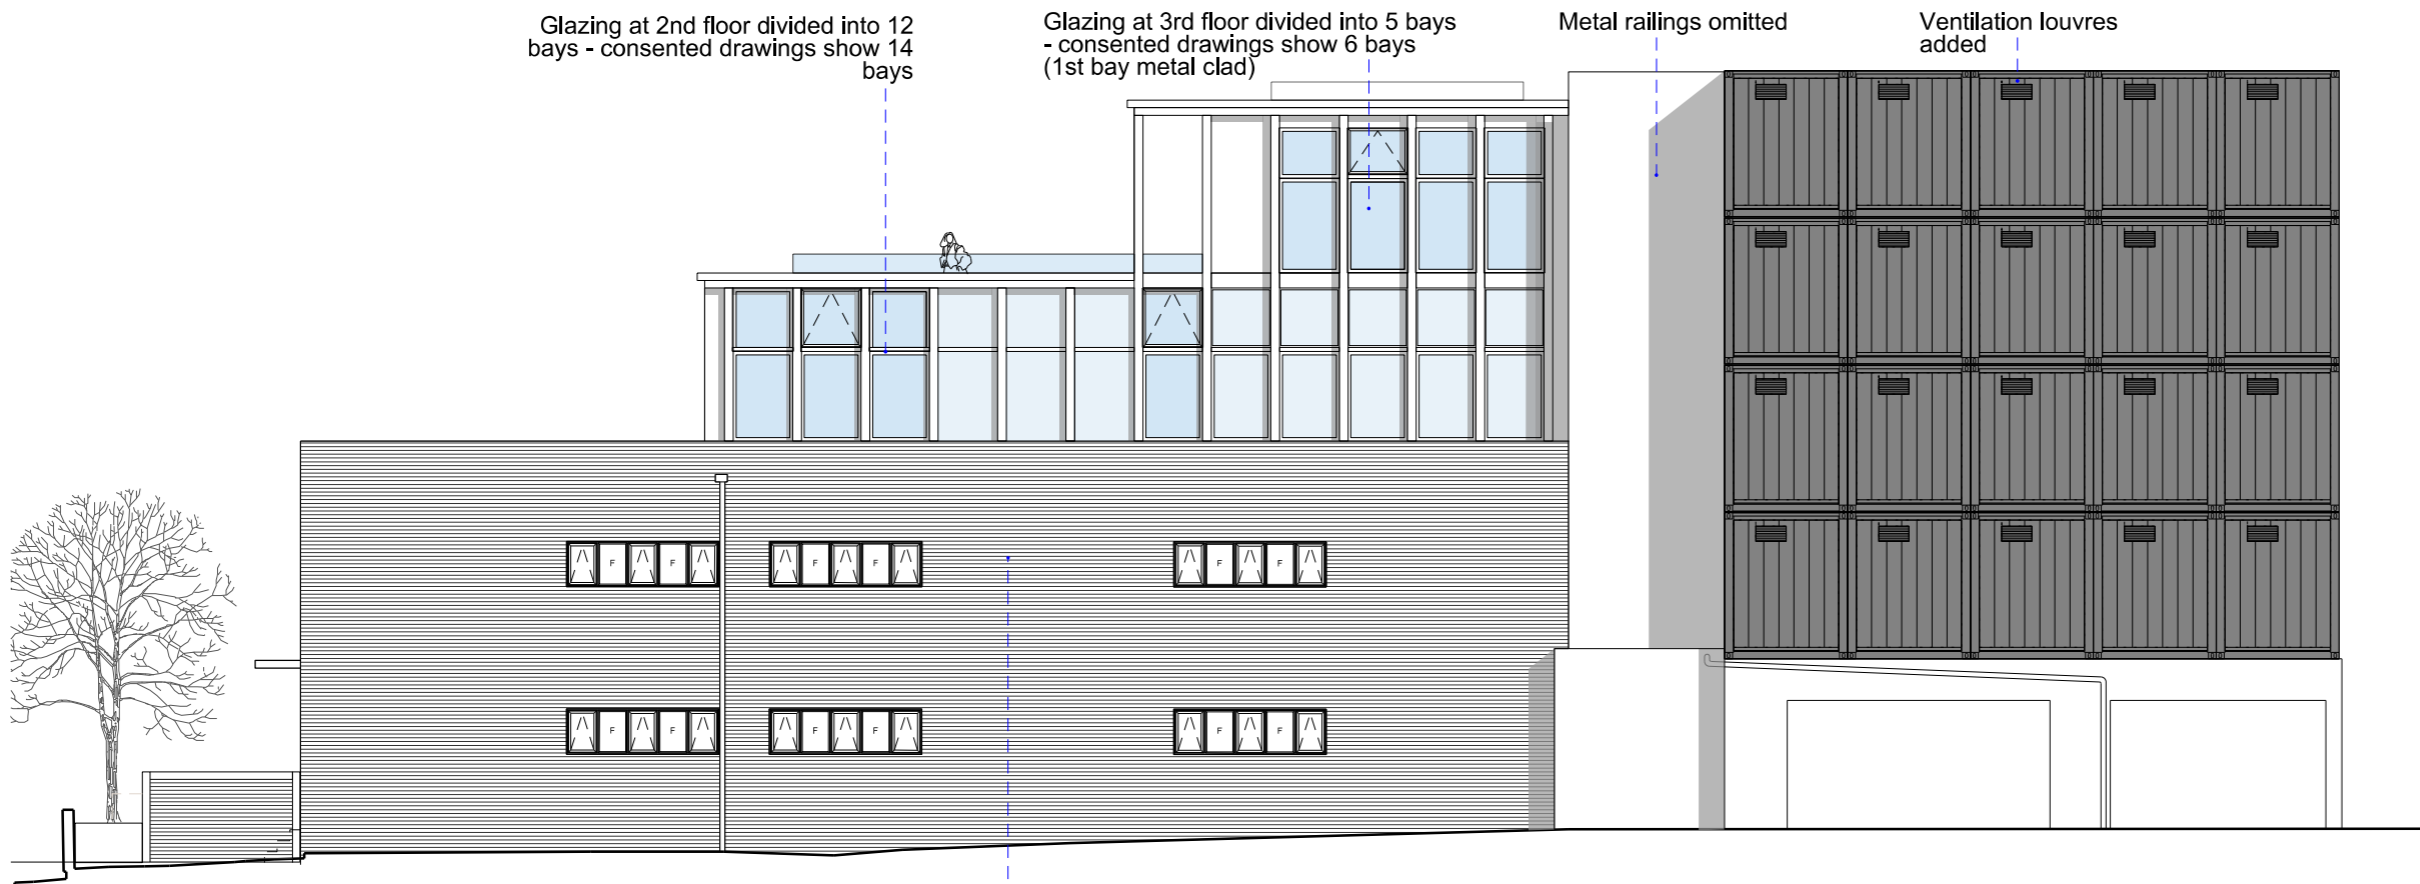 Glazing at 2nd floor divided into 12
bays - consented drawings show 14
bays
Glazing at 3rd floor divided into 5 bays
- consented drawings show 6 bays
(1st bay metal clad)
Metal railings omitted
Ventilation louvres
added
F F F F F F
F F F F F F